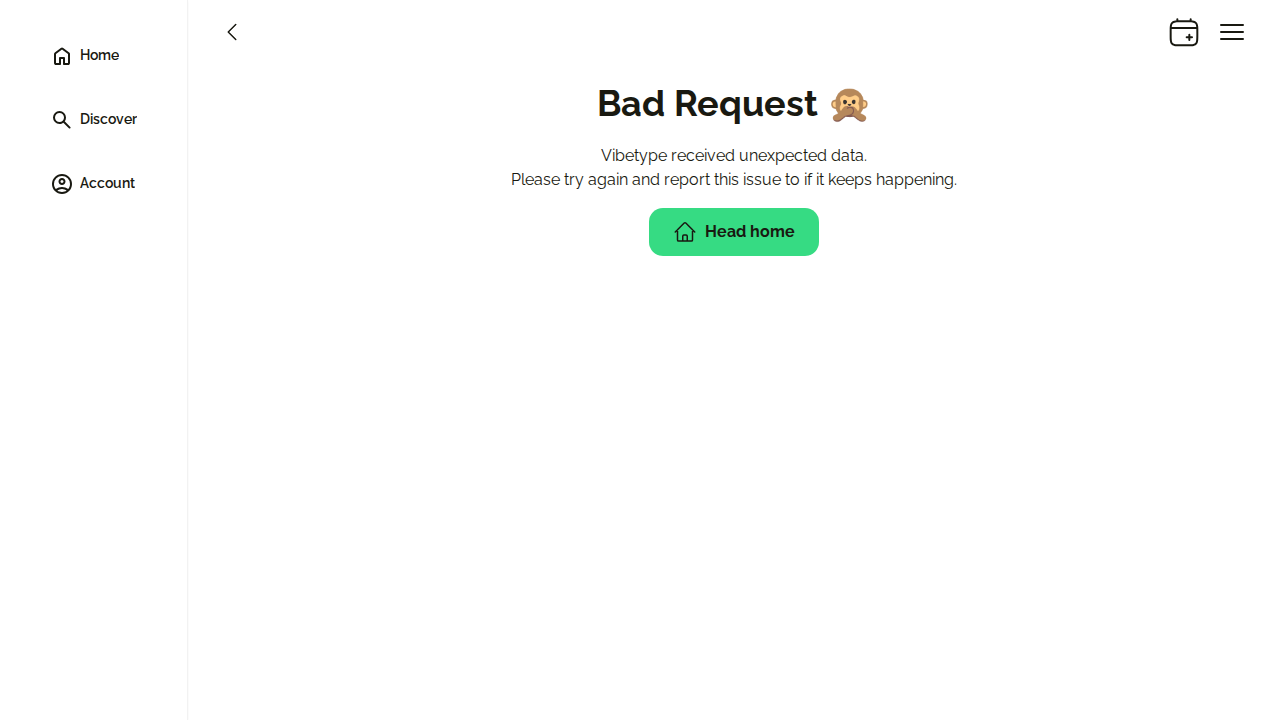 Home
Discover
Account
Bad Request 🙊
Vibetype received unexpected data.
Please try again and report this issue to if it keeps happening.
Head home